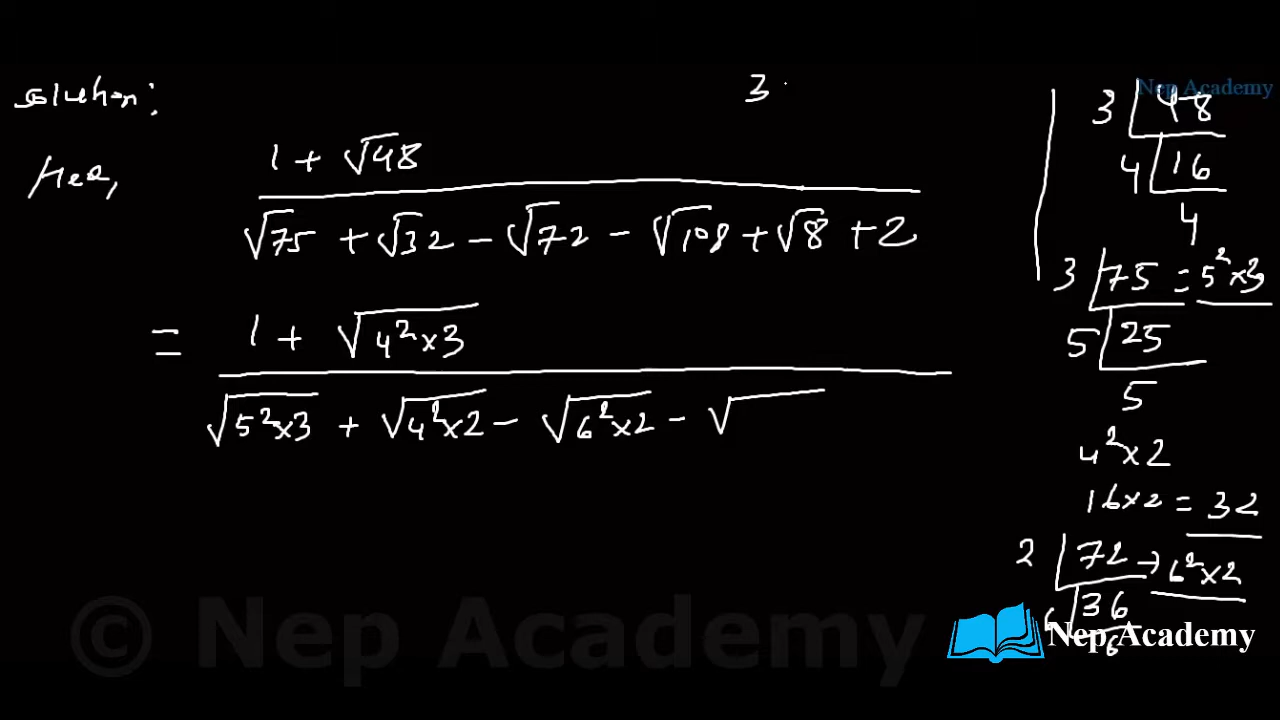 solution:
3 .
Nep Academy
Here,
1 + √48
√75 + √32 - √72 - √108 + √8 + 2
= 1 + √4²×3
√5²×3 + √4²×2 - √6²×2 - √
3 | 48
4 | 16
4
3 | 75 = 5²×3
5 | 25
5
4²×2
16×2 = 32
2 | 72 → 6²×2
6 | 36
6
Nep Academy
© Nep Academy